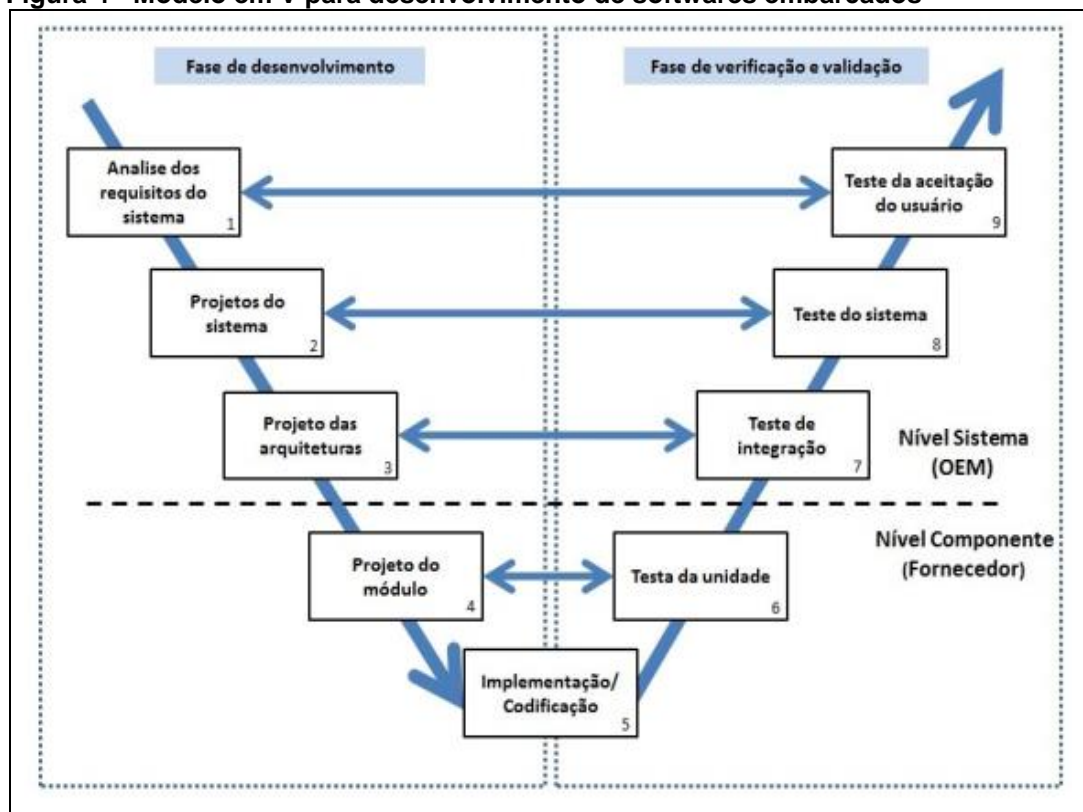 Figura 4 - Modelo em V para desenvolvimento de softwares embarcados
Fase de desenvolvimento
Fase de verificação e validação
Analise dos
requisitos do
sistema
1
Teste da aceitação
do usuário
9
Projetos do
sistema
2
Teste do sistema
8
Projeto das
arquiteturas
3
Teste de
integração
7
Nível Sistema
(OEM)
Nível Componente
(Fornecedor)
Projeto do
módulo
4
Testa da unidade
6
Implementação/
Codificação
5